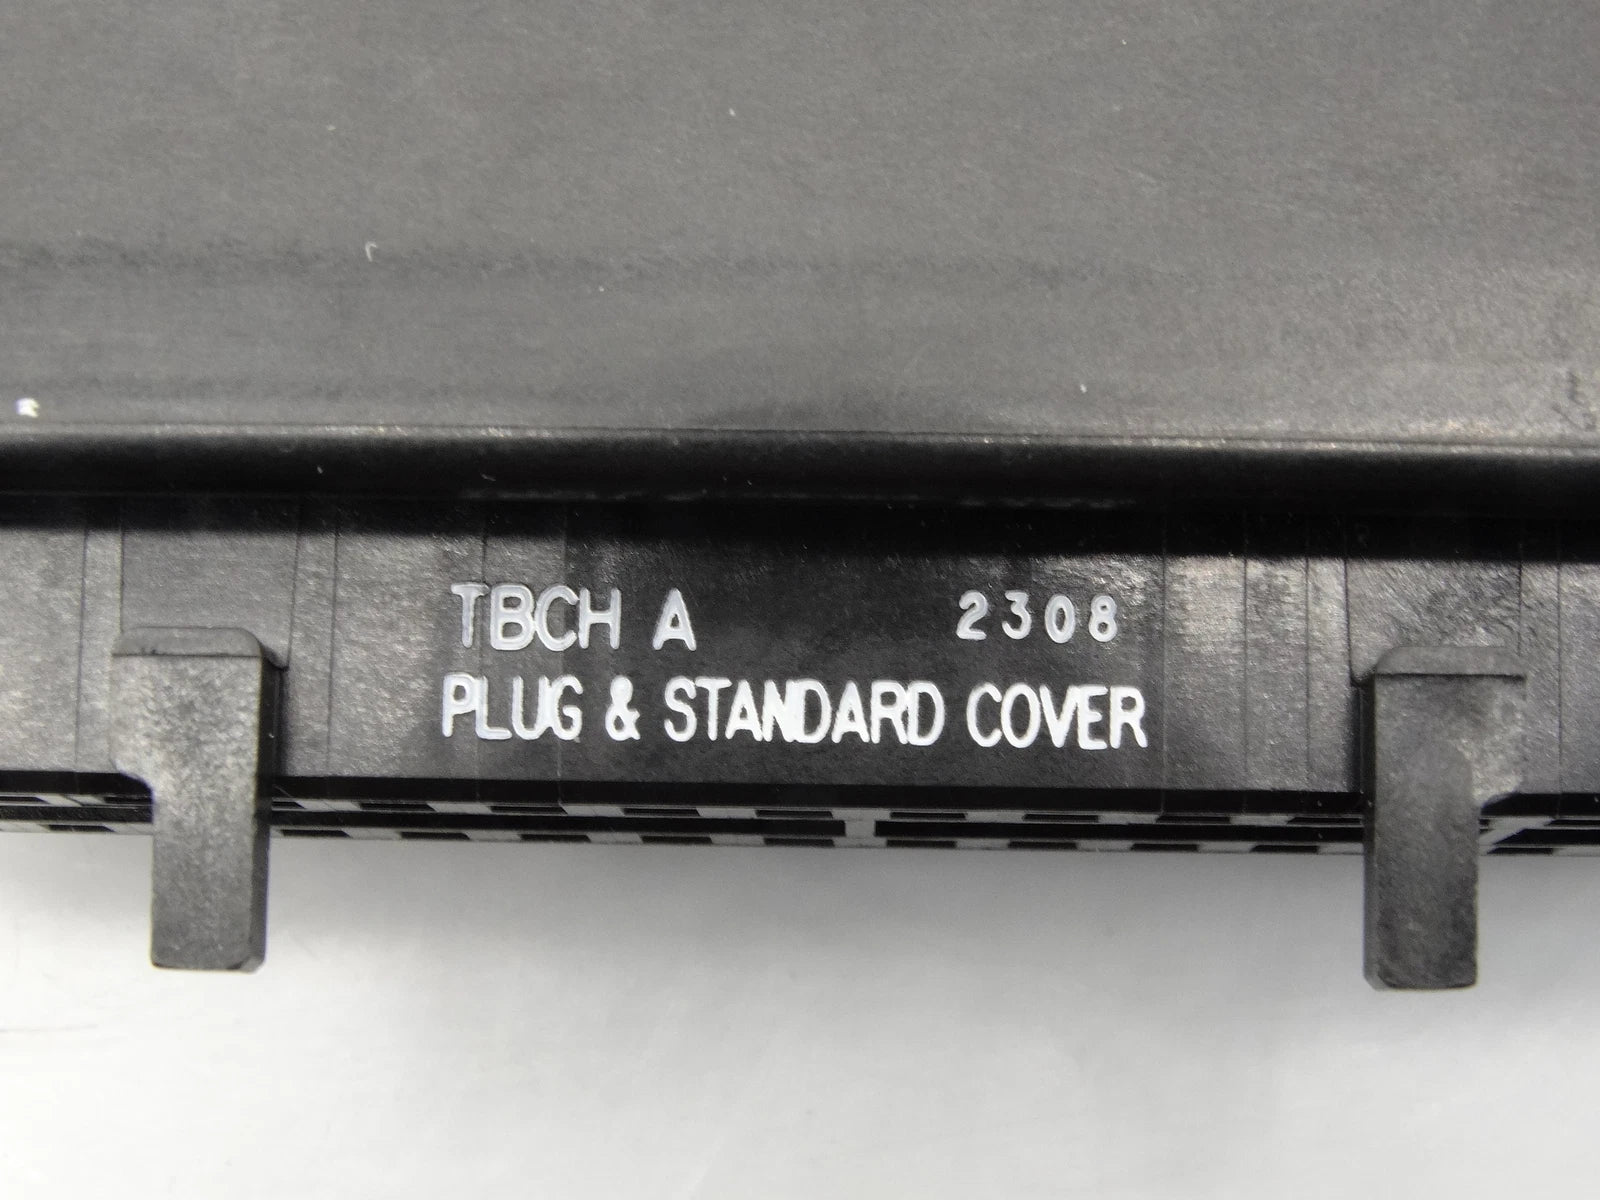 TBCH A 2308
PLUG & STANDARD COVER